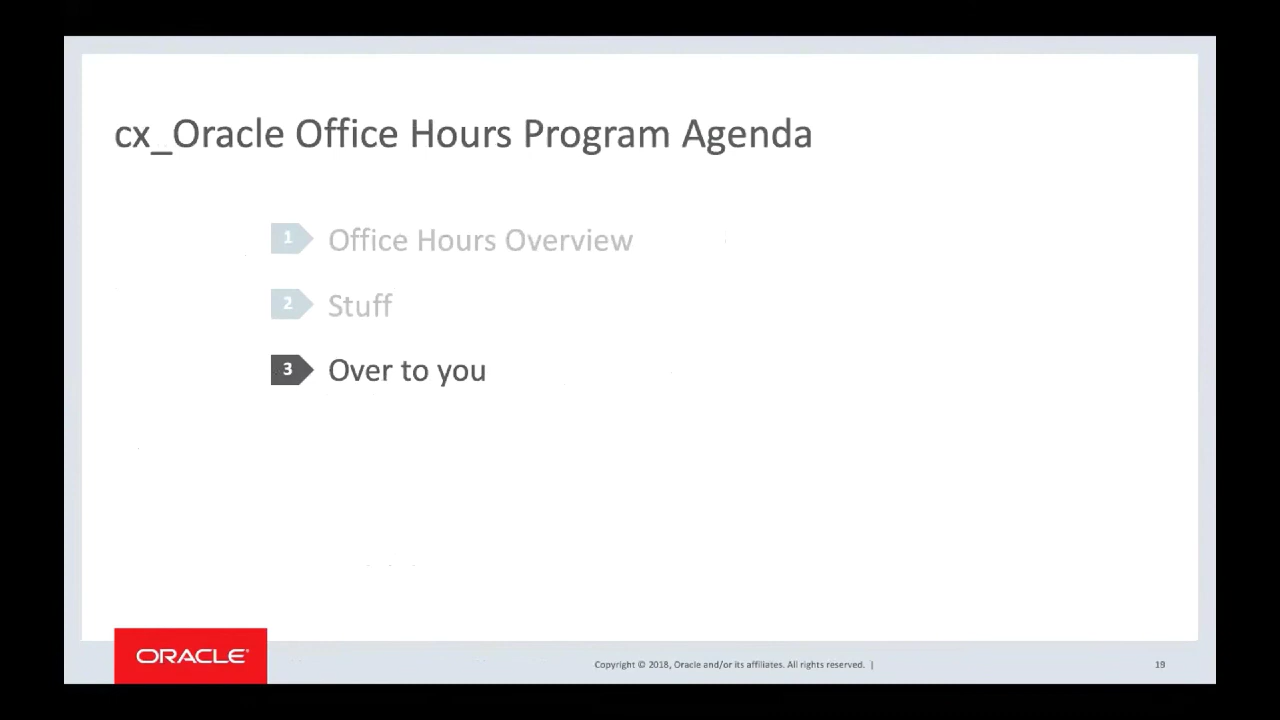 cx_Oracle Office Hours Program Agenda
1 Office Hours Overview
2 Stuff
3 Over to you
ORACLE®
Copyright © 2018, Oracle and/or its affiliates. All rights reserved. |
19